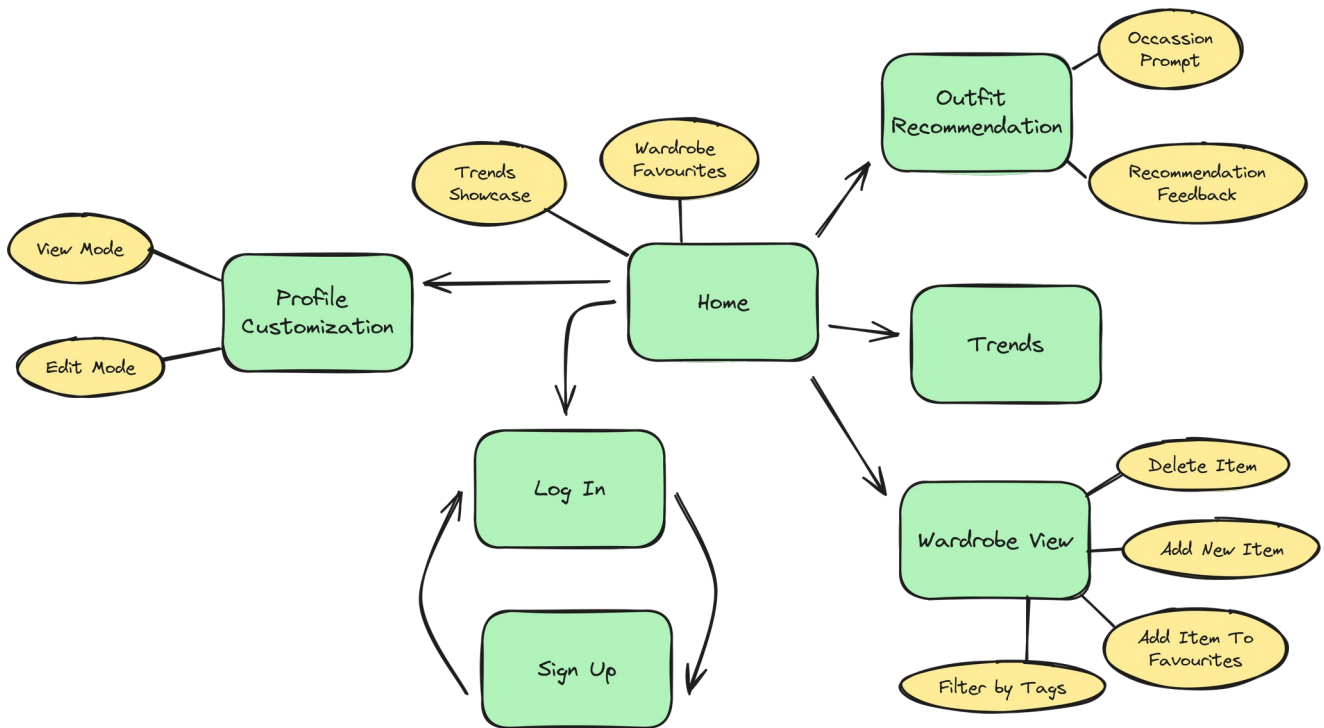 Occassion
Prompt
Outfit
Recommendation
Recommendation
Feedback
Wardrobe
Favourites
Trends
Showcase
View Mode
Profile
Customization
Edit Mode
Home
Trends
Log In
Sign Up
Wardrobe View
Delete Item
Add New Item
Add Item To
Favourites
Filter by Tags